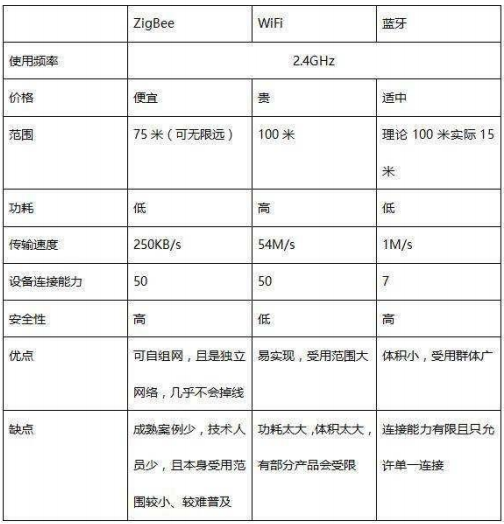 ZigBee WiFi 蓝牙
使用频率 2.4GHz
价格 便宜 贵 适中
范围 75 米（可无限远） 100 米 理论 100 米实际 15
米
功耗 低 高 低
传输速度 250KB/s 54M/s 1M/s
设备连接能力 50 50 7
安全性 高 低 高
优点 可自组网，且是独立 易实现，受用范围大 体积小，受用群体广
网络，几乎不会掉线
缺点 成熟案例少，技术人 功耗太大，体积太大， 连接能力有限且只允
员少，且本身受用范 有部分产品会受限 许单一连接
围较小、较难普及